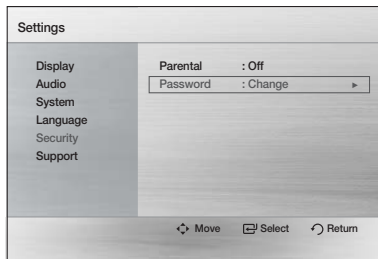 Settings
Display
Audio
System
Language
Security
Support
Parental : Off
Password : Change
Move Select Return